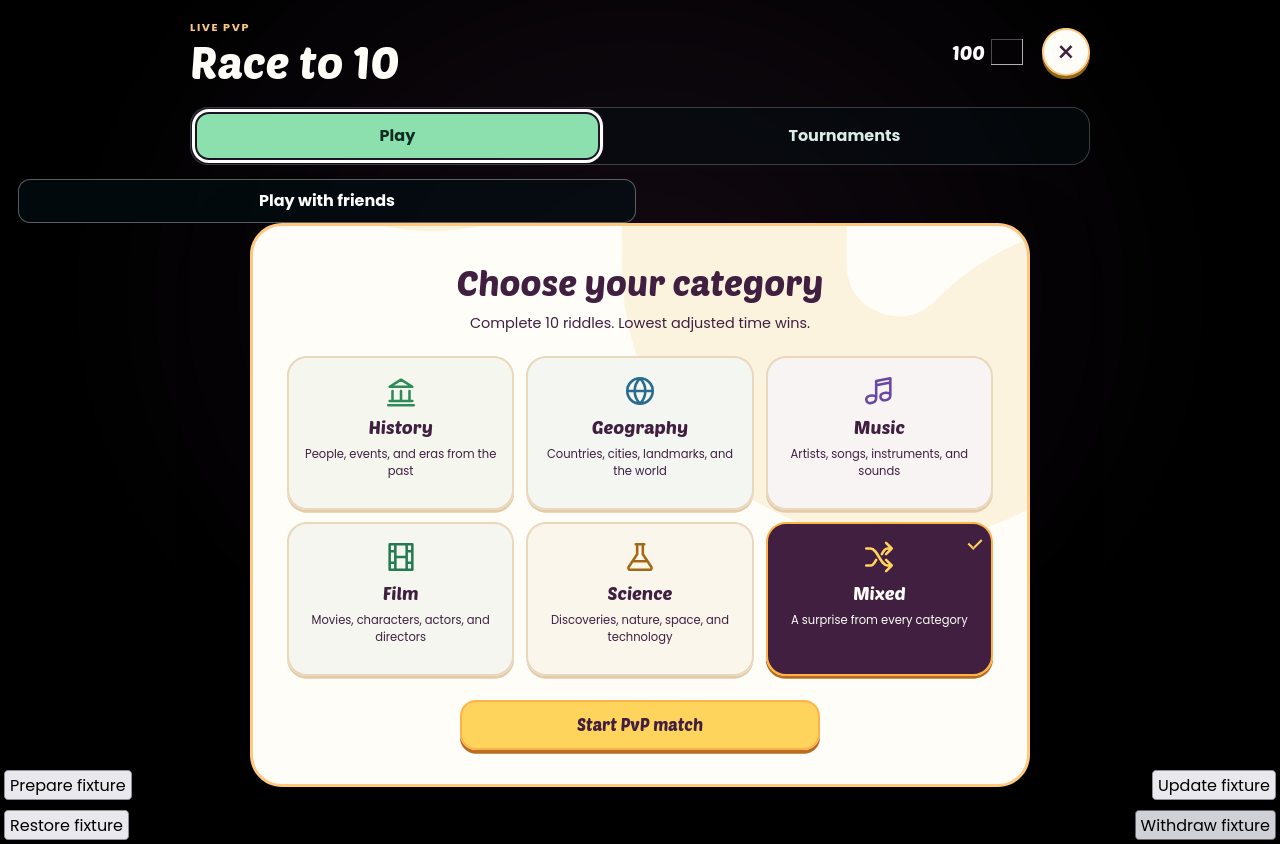 LIVE PVP
Race to 10
100
Play
Tournaments
Play with friends
Choose your category
Complete 10 riddles. Lowest adjusted time wins.
History
People, events, and eras from the
past
Geography
Countries, cities, landmarks, and
the world
Music
Artists, songs, instruments, and
sounds
Film
Movies, characters, actors, and
directors
Science
Discoveries, nature, space, and
technology
Mixed
A surprise from every category
Start PvP match
Prepare fixture
Update fixture
Restore fixture
Withdraw fixture